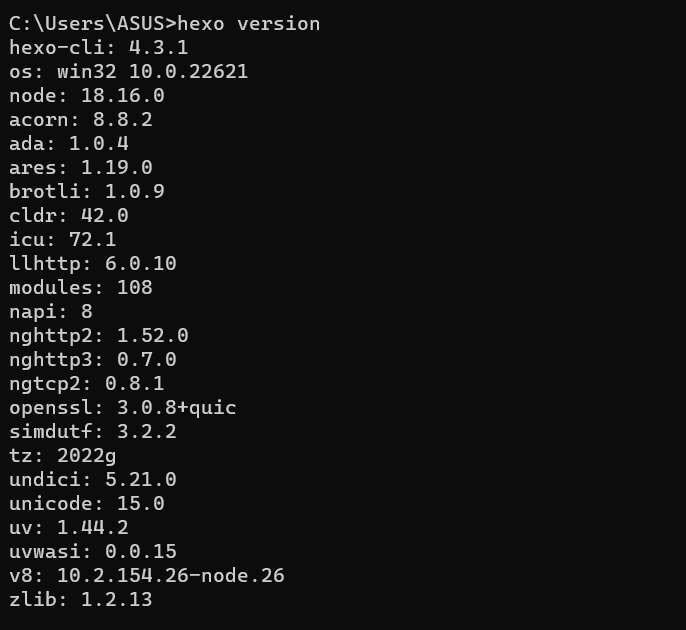 C:\Users\ASUS>hexo version
hexo-cli: 4.3.1
os: win32 10.0.22621
node: 18.16.0
acorn: 8.8.2
ada: 1.0.4
ares: 1.19.0
brotli: 1.0.9
cldr: 42.0
icu: 72.1
llhttp: 6.0.10
modules: 108
napi: 8
nghttp2: 1.52.0
nghttp3: 0.7.0
ngtcp2: 0.8.1
openssl: 3.0.8+quic
simdutf: 3.2.2
tz: 2022g
undici: 5.21.0
unicode: 15.0
uv: 1.44.2
uvwasi: 0.0.15
v8: 10.2.154.26-node.26
zlib: 1.2.13